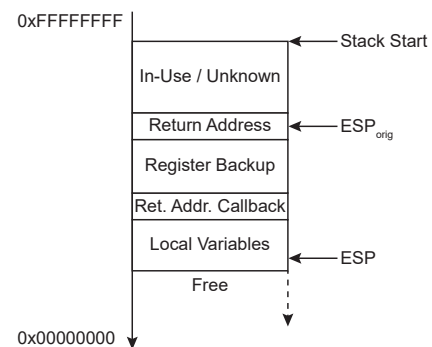 0xFFFFFFFF
Stack Start
In-Use / Unknown
Return Address
ESPorig
Register Backup
Ret. Addr. Callback
Local Variables
ESP
Free
0x00000000